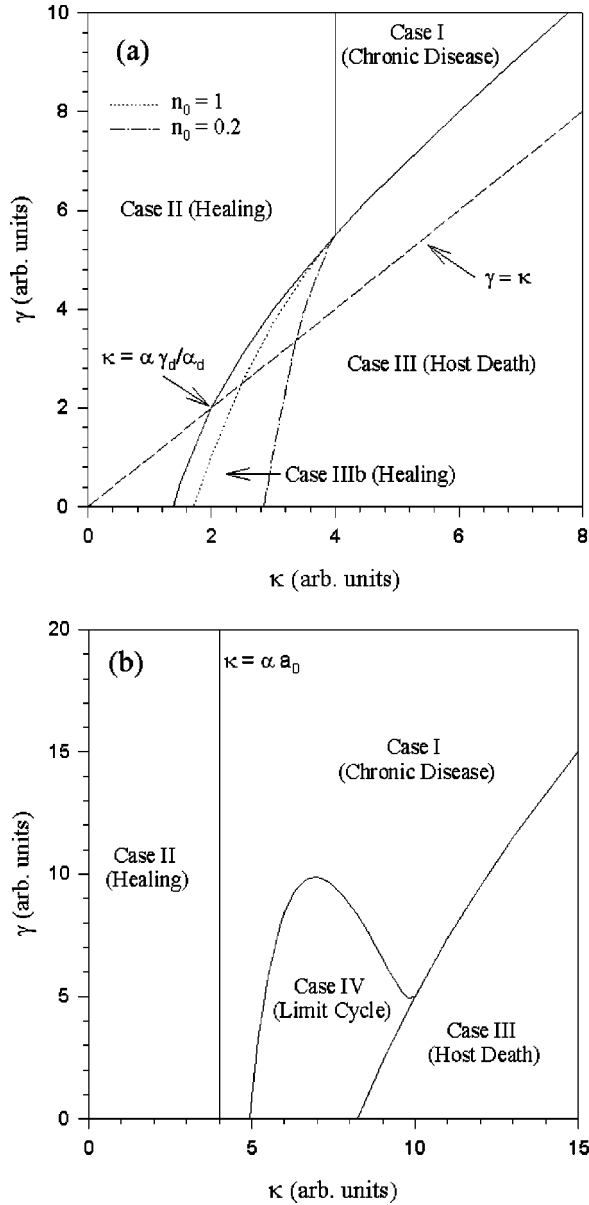 10
(a)
Case I
(Chronic Disease)
n₀ = 1
n₀ = 0.2
8
Case II (Healing)
6
γ (arb. units)
γ = κ
4
κ = α γd/αd
Case III (Host Death)
2
Case IIIb (Healing)
0
0 2 4 6 8
κ (arb. units)
20
(b)
κ = α a₀
15
Case I
(Chronic Disease)
γ (arb. units)
Case II
(Healing)
10
Case IV
(Limit Cycle)
5
Case III
(Host Death)
0
0 5 10 15
κ (arb. units)